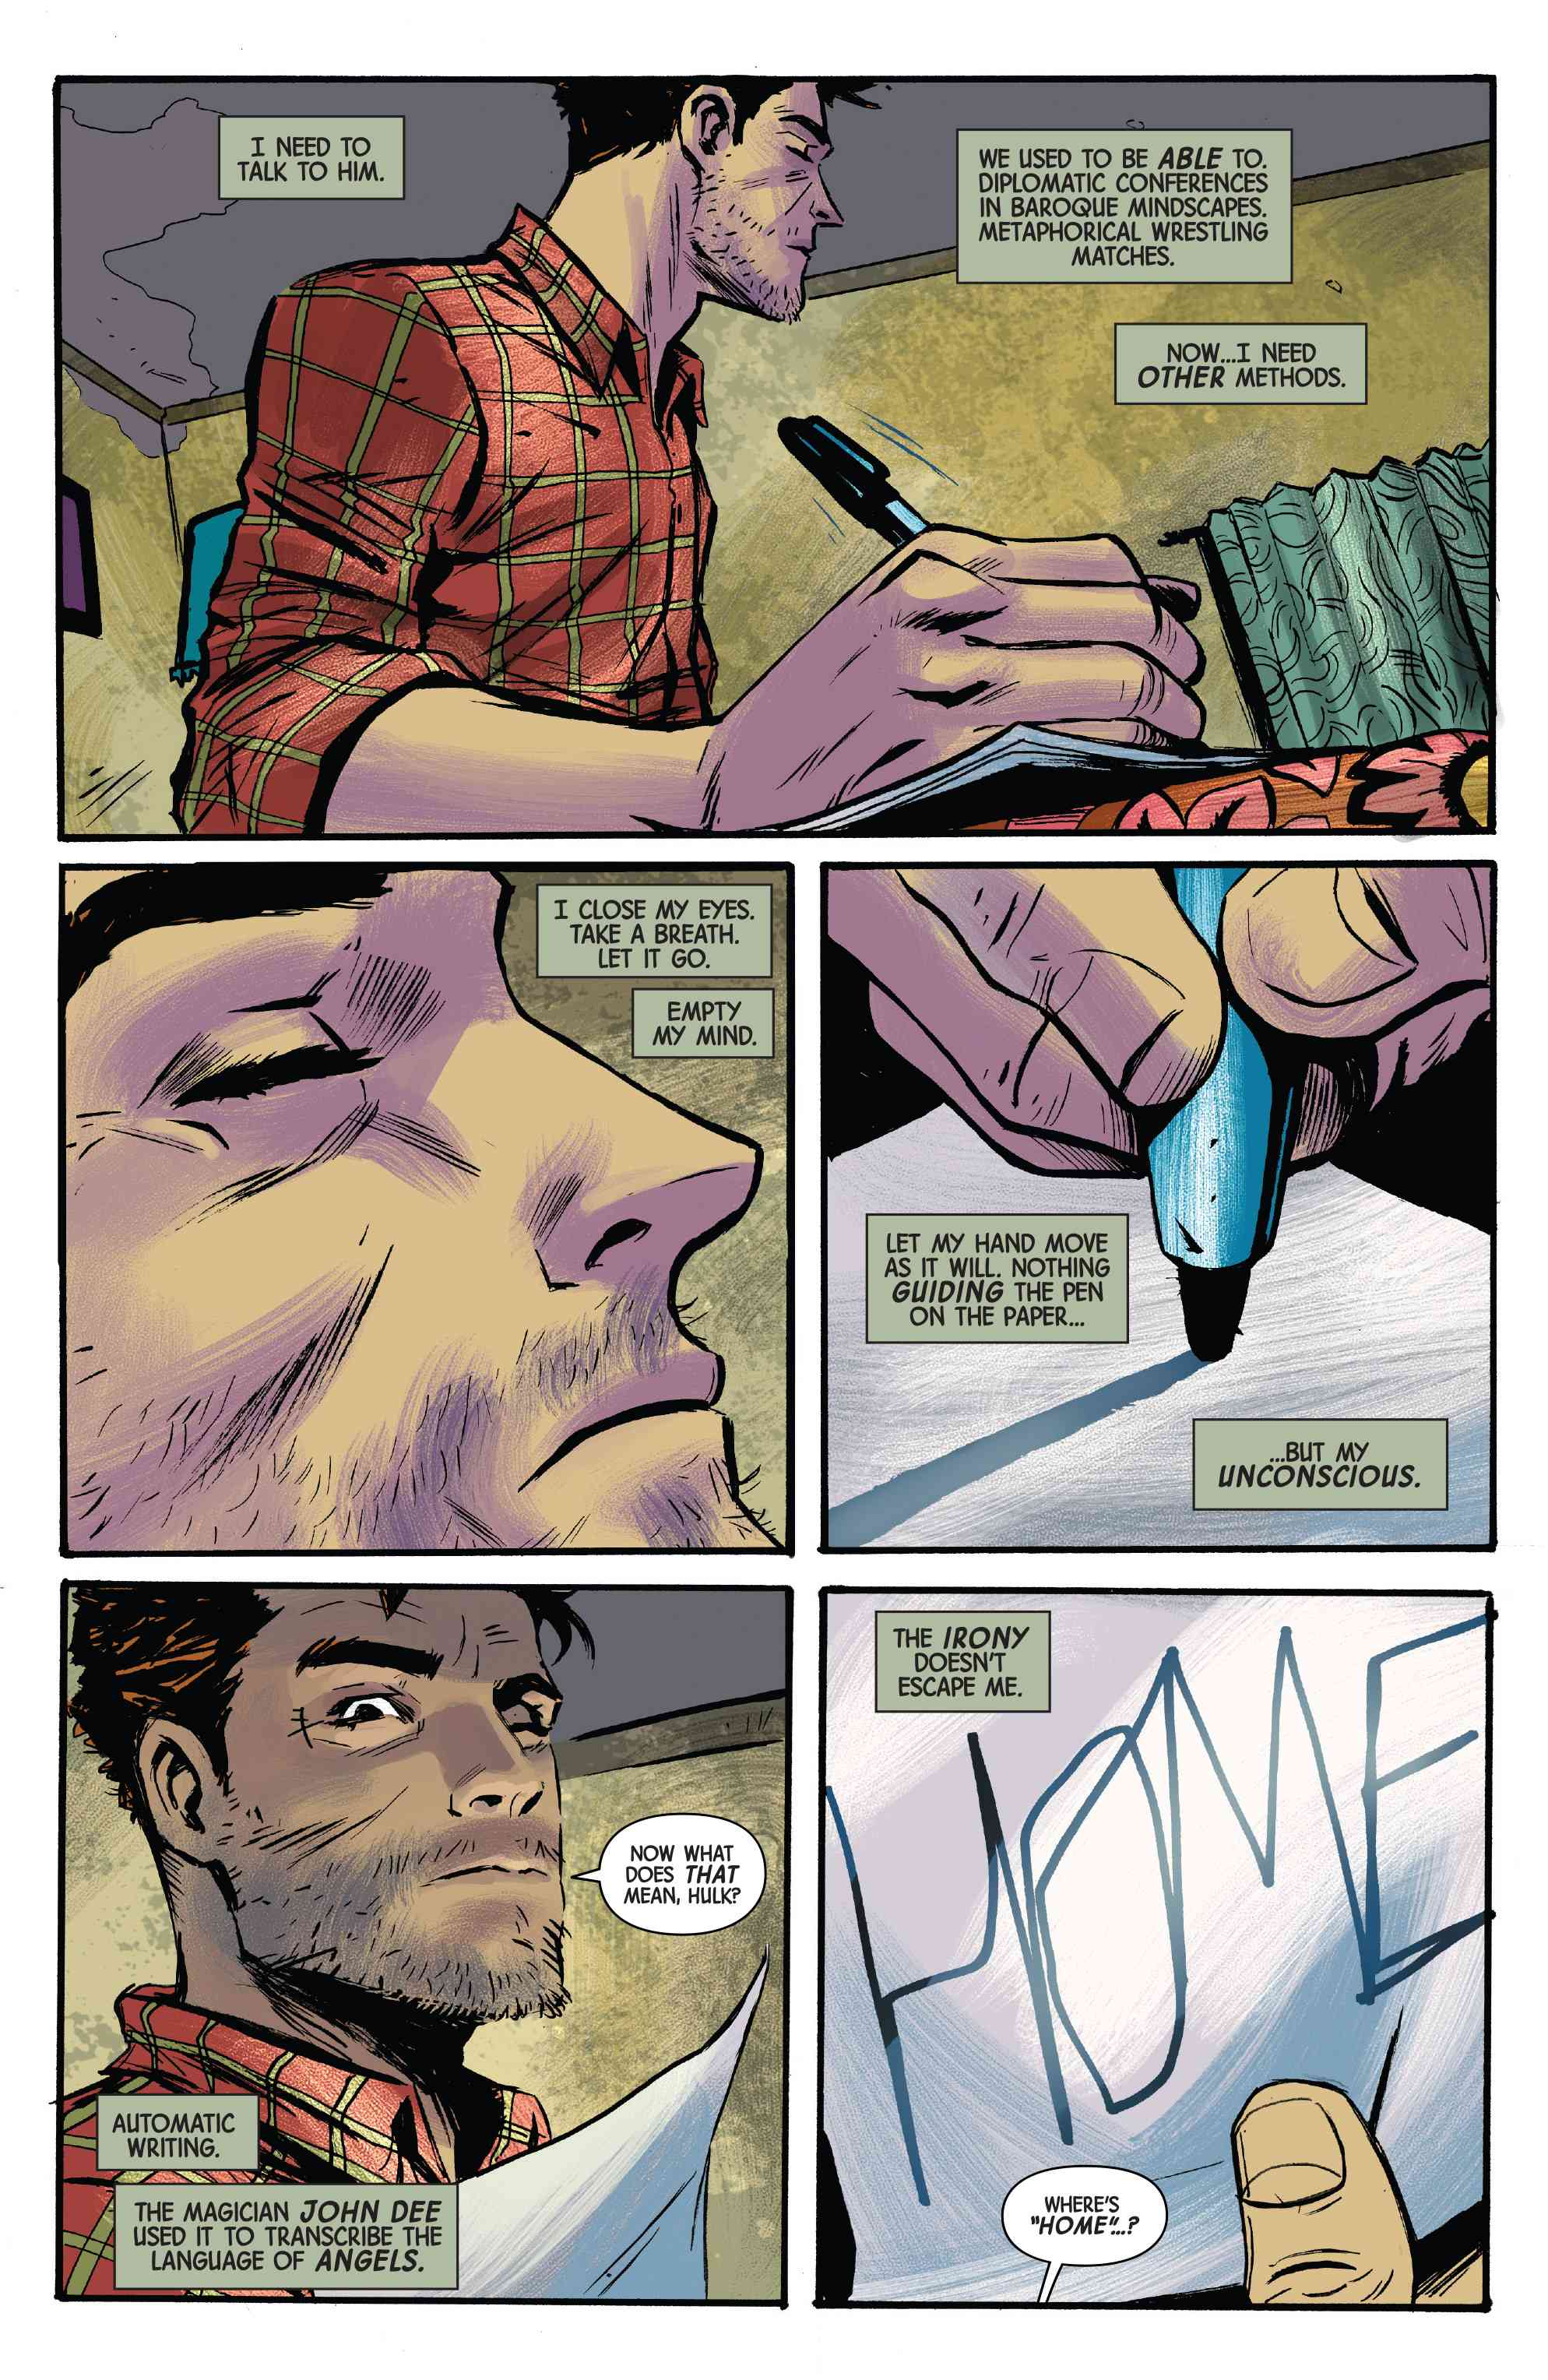 I NEED TO
TALK TO HIM.
WE USED TO BE ABLE TO.
DIPLOMATIC CONFERENCES
IN BAROQUE MINDSCAPES.
METAPHORICAL WRESTLING
MATCHES.
NOW...I NEED
OTHER METHODS.
I CLOSE MY EYES.
TAKE A BREATH.
LET IT GO.
EMPTY
MY MIND.
LET MY HAND MOVE
AS IT WILL. NOTHING
GUIDING THE PEN
ON THE PAPER...
...BUT MY
UNCONSCIOUS.
NOW WHAT
DOES THAT
MEAN, HULK?
AUTOMATIC
WRITING.
THE MAGICIAN JOHN DEE
USED IT TO TRANSCRIBE THE
LANGUAGE OF ANGELS.
THE IRONY
DOESN'T
ESCAPE ME.
HOME
WHERE'S
"HOME"...?